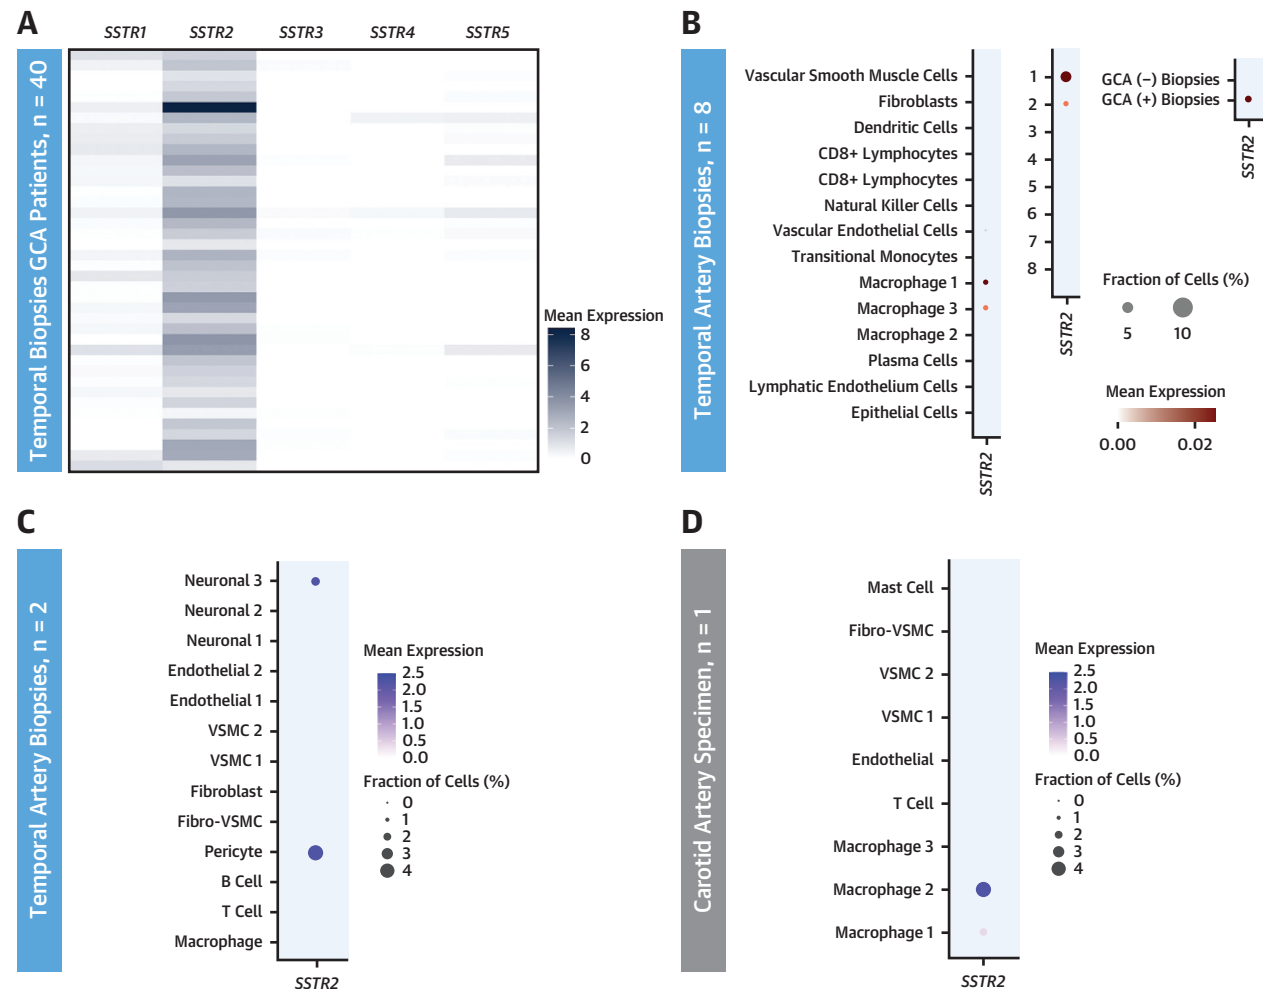 A
SSTR1 SSTR2 SSTR3 SSTR4 SSTR5
Temporal Biopsies GCA Patients, n = 40
Mean Expression
8
6
4
2
0
B
Temporal Artery Biopsies, n = 8
Vascular Smooth Muscle Cells
Fibroblasts
Dendritic Cells
CD8+ Lymphocytes
CD8+ Lymphocytes
Natural Killer Cells
Vascular Endothelial Cells
Transitional Monocytes
Macrophage 1
Macrophage 3
Macrophage 2
Plasma Cells
Lymphatic Endothelium Cells
Epithelial Cells
SSTR2
1
2
3
4
5
6
7
8
SSTR2
GCA (−) Biopsies
GCA (+) Biopsies
SSTR2
Fraction of Cells (%)
5 10
Mean Expression
0.00 0.02
C
Temporal Artery Biopsies, n = 2
Neuronal 3
Neuronal 2
Neuronal 1
Endothelial 2
Endothelial 1
VSMC 2
VSMC 1
Fibroblast
Fibro-VSMC
Pericyte
B Cell
T Cell
Macrophage
SSTR2
Mean Expression
2.5
2.0
1.5
1.0
0.5
0.0
Fraction of Cells (%)
0
1
2
3
4
D
Carotid Artery Specimen, n = 1
Mast Cell
Fibro-VSMC
VSMC 2
VSMC 1
Endothelial
T Cell
Macrophage 3
Macrophage 2
Macrophage 1
SSTR2
Mean Expression
2.5
2.0
1.5
1.0
0.5
0.0
Fraction of Cells (%)
0
1
2
3
4